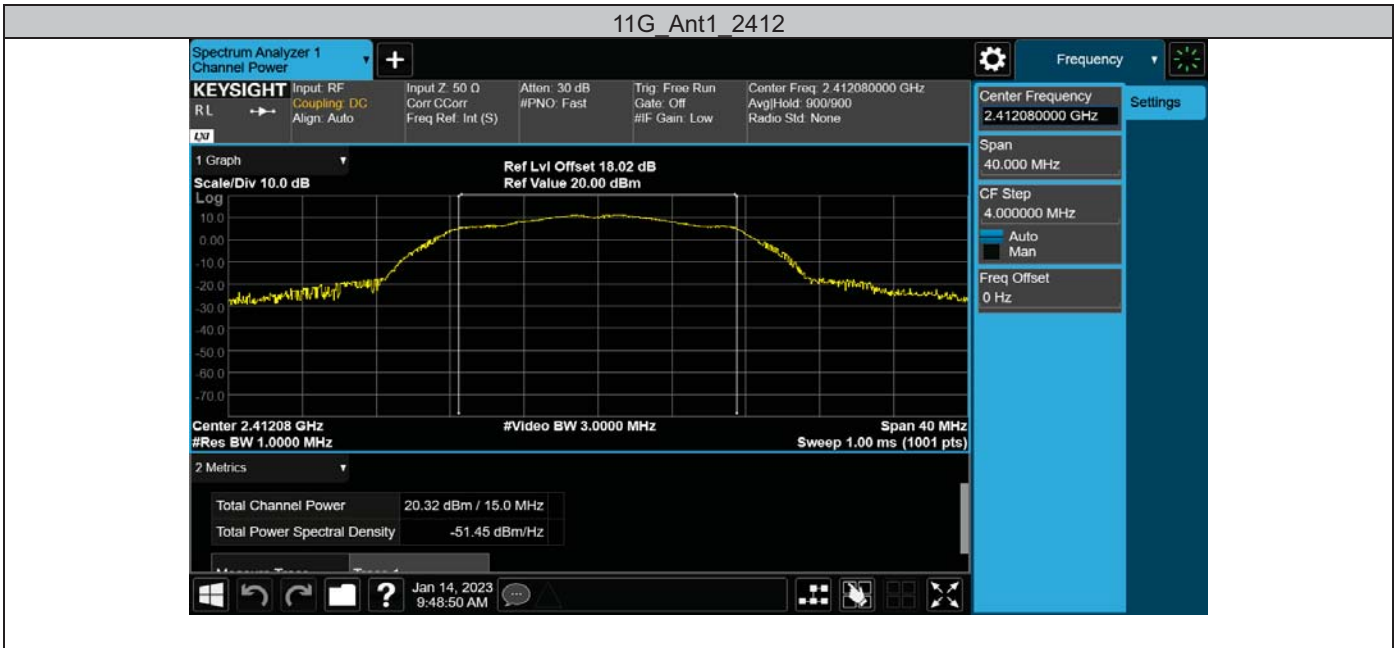 11G_Ant1_2412
Spectrum Analyzer 1
Channel Power
Frequency
KEYSIGHT
RL
LXI
Input: RF
Coupling: DC
Align: Auto
Input Z: 50 Ω
Corr CCorr
Freq Ref: Int (S)
Atten: 30 dB
#PNO: Fast
Trig: Free Run
Gate: Off
#IF Gain: Low
Center Freq: 2.412080000 GHz
Avg|Hold: 900/900
Radio Std: None
Center Frequency
2.412080000 GHz
Settings
Span
40.000 MHz
CF Step
4.000000 MHz
Auto
Man
Freq Offset
0 Hz
1 Graph
Scale/Div 10.0 dB
Ref Lvl Offset 18.02 dB
Ref Value 20.00 dBm
Log
10.0
0.00
-10.0
-20.0
-30.0
-40.0
-50.0
-60.0
-70.0
Center 2.41208 GHz
#Res BW 1.0000 MHz
#Video BW 3.0000 MHz
Span 40 MHz
Sweep 1.00 ms (1001 pts)
2 Metrics
Total Channel Power 20.32 dBm / 15.0 MHz
Total Power Spectral Density -51.45 dBm/Hz
?
Jan 14, 2023
9:48:50 AM